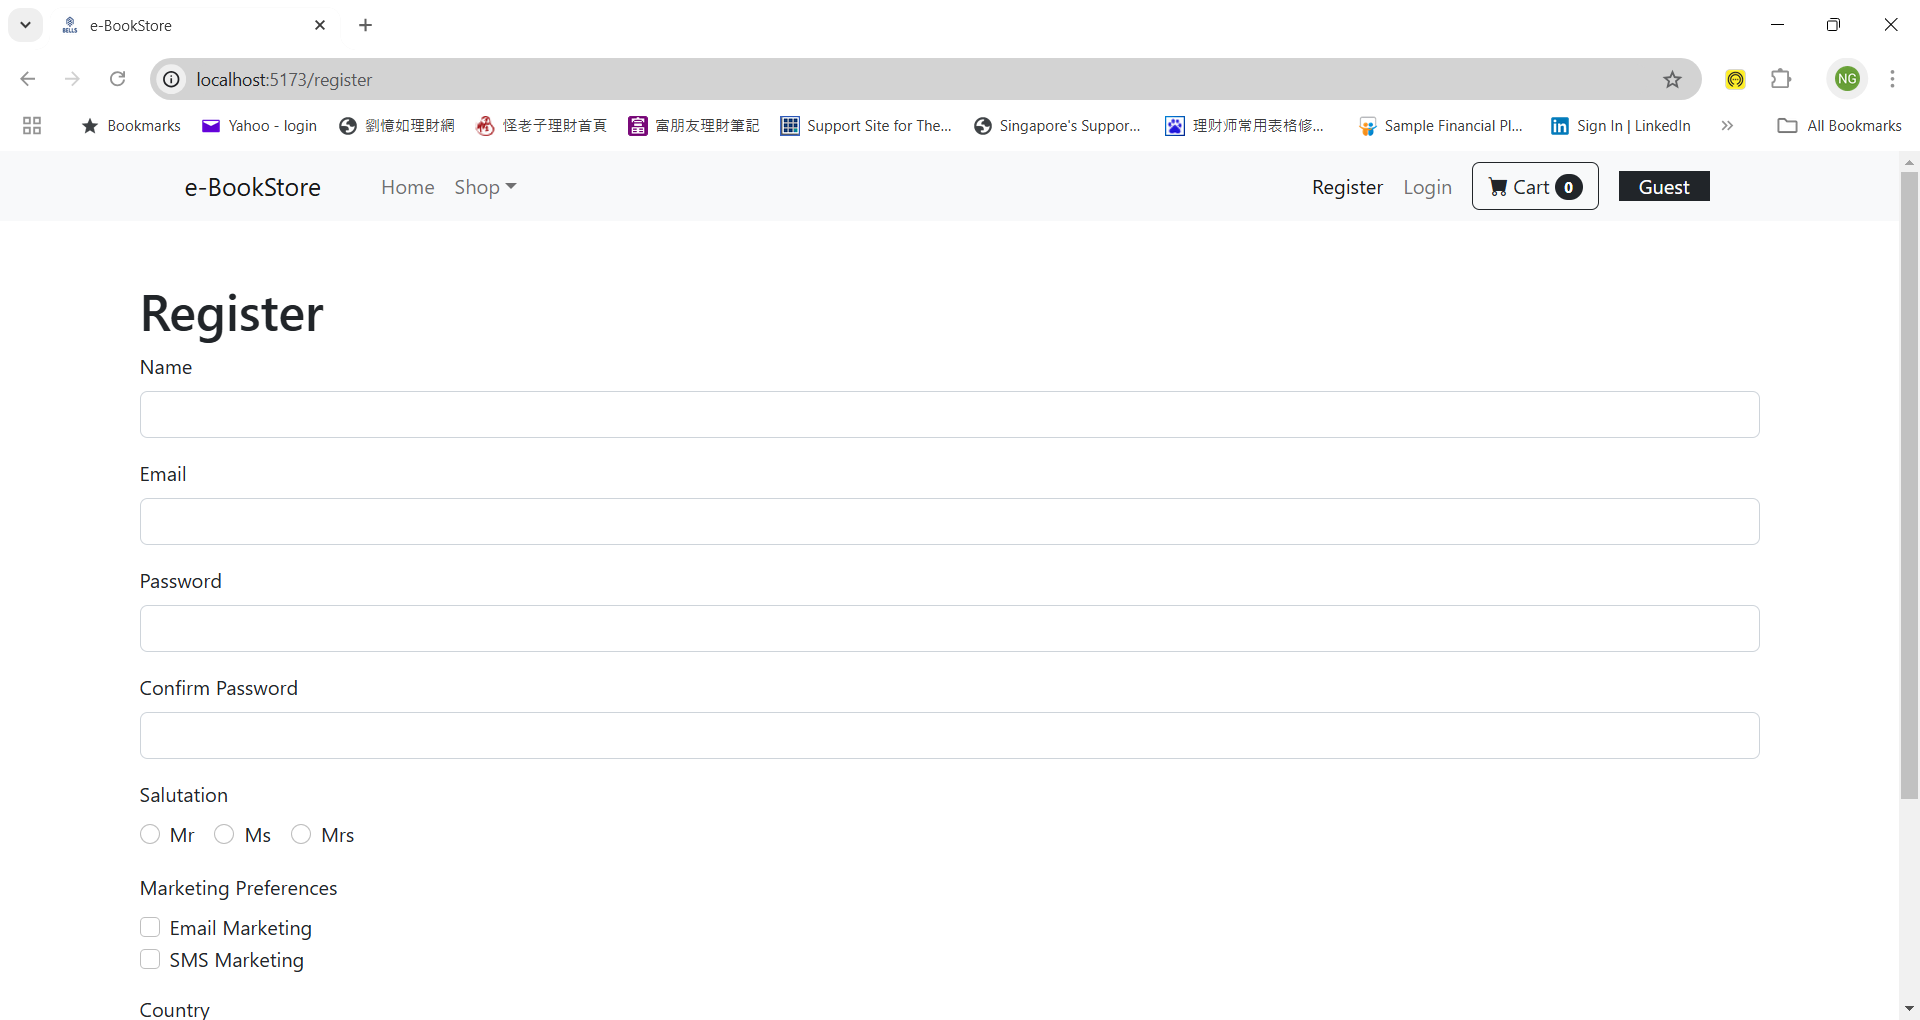 e-BookStore
localhost:5173/register
NG
Bookmarks Yahoo - login 劉憶如理財網 怪老子理財首頁 富朋友理財筆記 Support Site for The... Singapore's Suppor... 理财师常用表格修... Sample Financial Pl... Sign In | LinkedIn All Bookmarks
e-BookStore Home Shop Register Login Cart 0 Guest
Register
Name
Email
Password
Confirm Password
Salutation
Mr Ms Mrs
Marketing Preferences
Email Marketing
SMS Marketing
Country